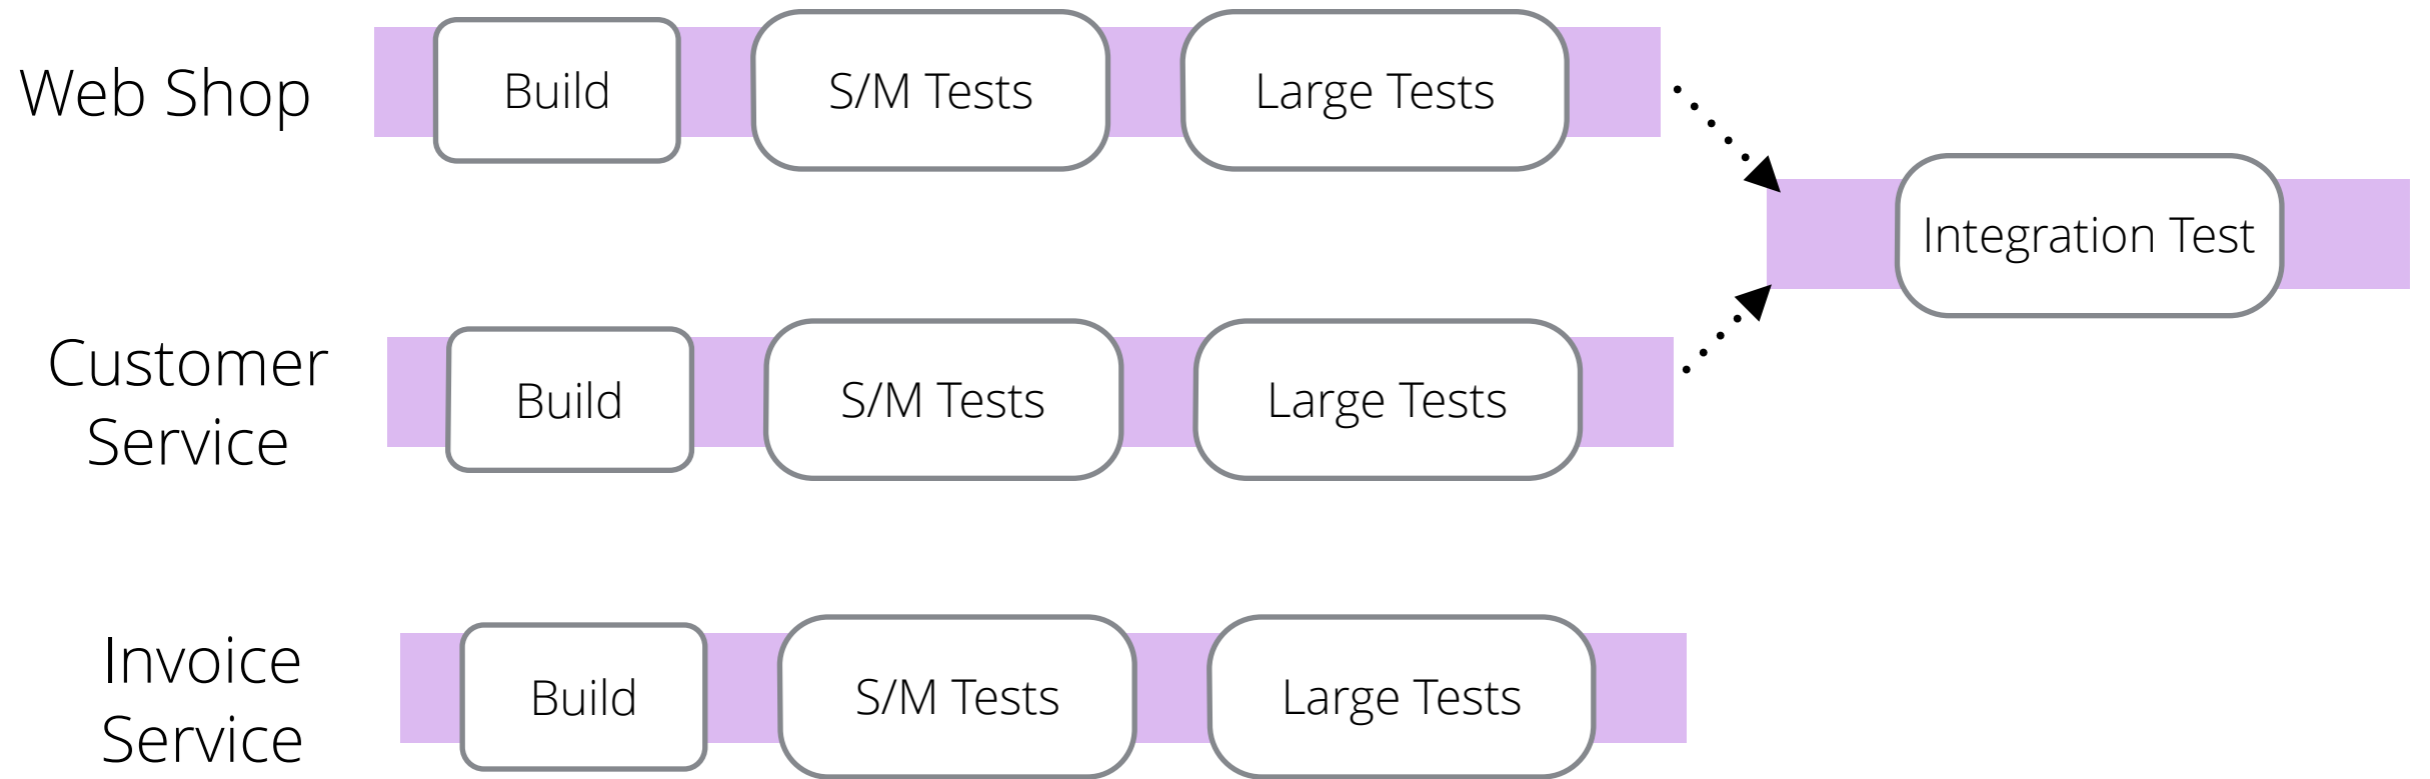 Web Shop
Build
S/M Tests
Large Tests
Integration Test
Customer
Service
Build
S/M Tests
Large Tests
Invoice
Service
Build
S/M Tests
Large Tests